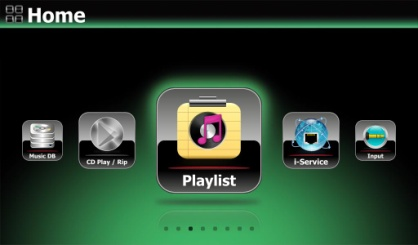 Home
Music DB
CD Play / Rip
Playlist
i-Service
Input